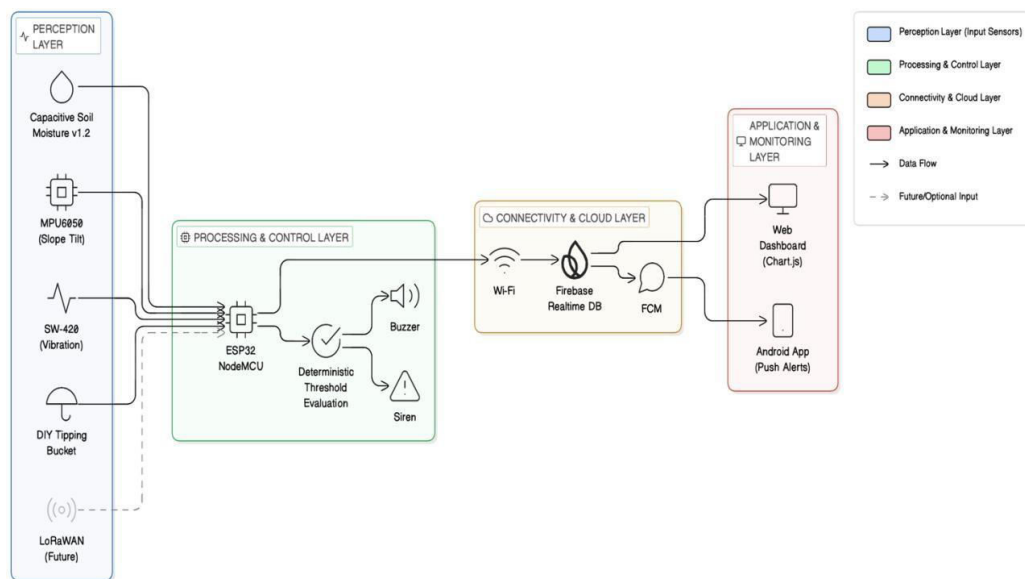 PERCEPTION
LAYER
Capacitive Soil
Moisture v1.2
MPU6050
(Slope Tilt)
SW-420
(Vibration)
DIY Tipping
Bucket
LoRaWAN
(Future)
PROCESSING & CONTROL LAYER
ESP32
NodeMCU
Deterministic
Threshold
Evaluation
Buzzer
Siren
CONNECTIVITY & CLOUD LAYER
Wi-Fi
Firebase
Realtime DB
FCM
APPLICATION &
MONITORING
LAYER
Web
Dashboard
(Chart.js)
Android App
(Push Alerts)
Perception Layer (Input Sensors)
Processing & Control Layer
Connectivity & Cloud Layer
Application & Monitoring Layer
Data Flow
Future/Optional Input